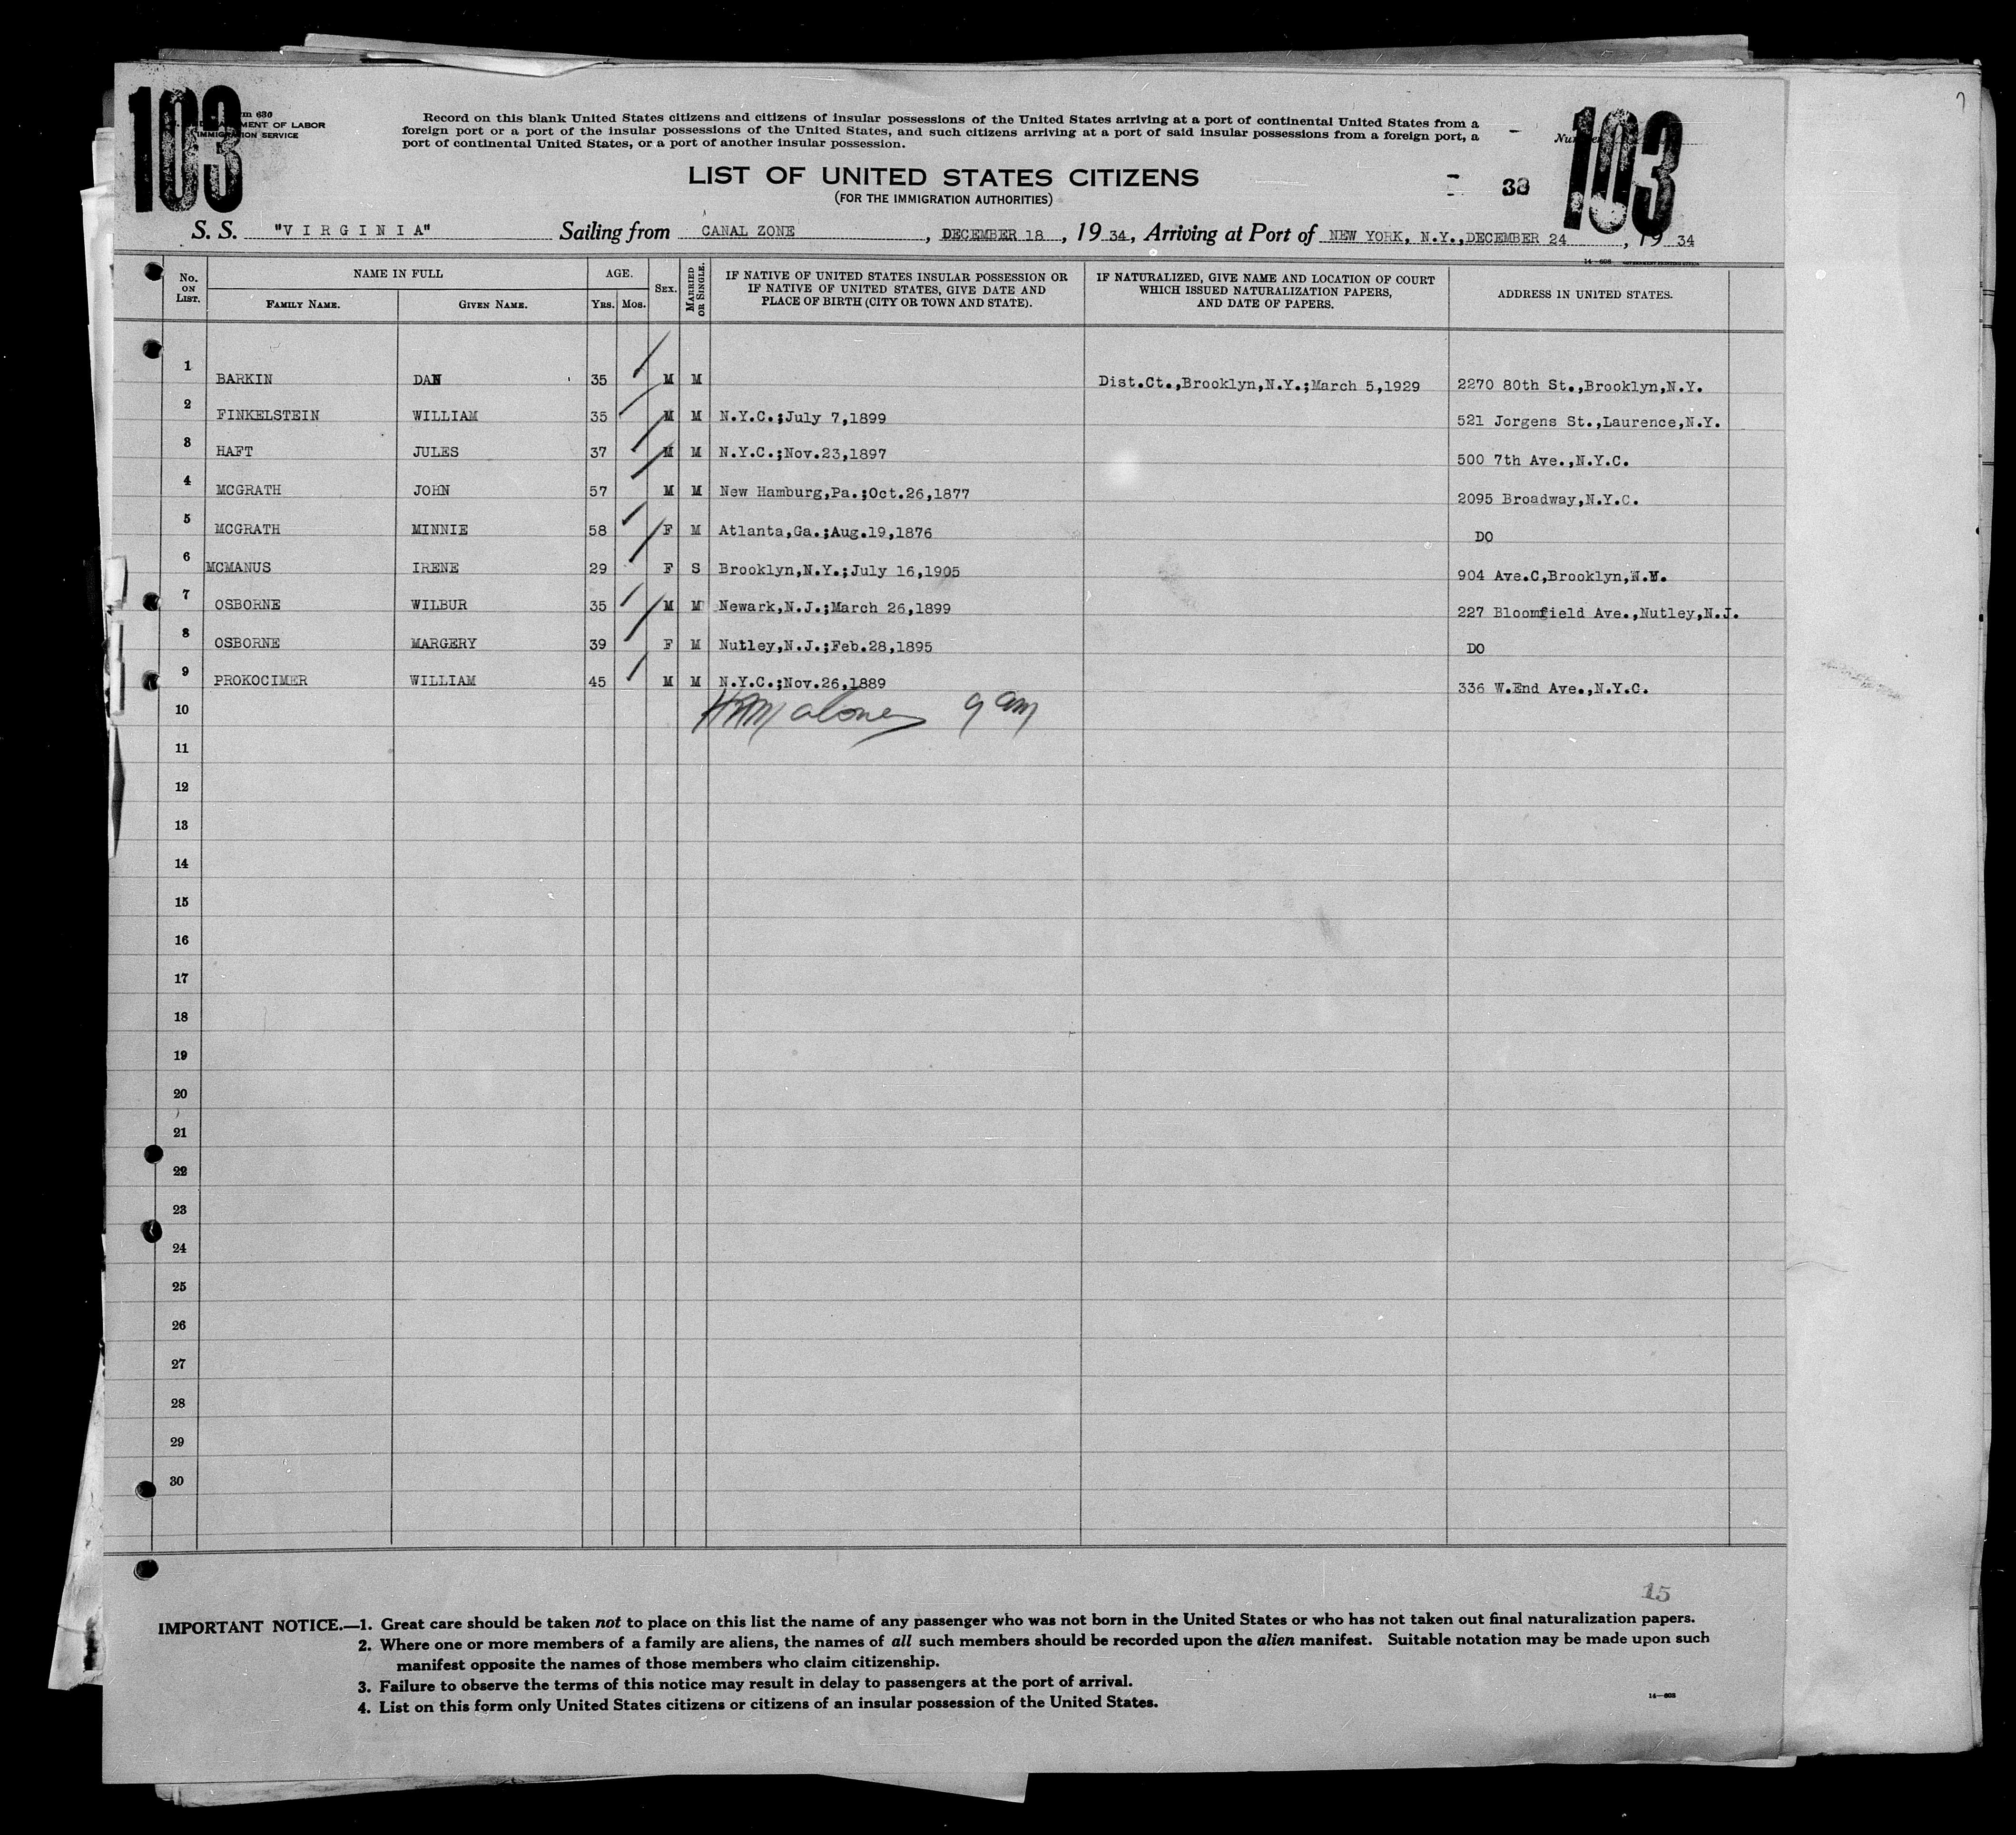 103
Form 630
DEPARTMENT OF LABOR
IMMIGRATION SERVICE
Record on this blank United States citizens and citizens of insular possessions of the United States arriving at a port of continental United States from a
foreign port or a port of the insular possessions of the United States, and such citizens arriving at a port of said insular possessions from a foreign port, a
port of continental United States, or a port of another insular possession.
103
LIST OF UNITED STATES CITIZENS
(FOR THE IMMIGRATION AUTHORITIES)
38
S. S. "VIRGINIA" Sailing from CANAL ZONE, DECEMBER 18, 1934, Arriving at Port of NEW YORK, N.Y., DECEMBER 24, 1934
No. ON LIST. NAME IN FULL FAMILY NAME. GIVEN NAME. AGE. YRS. MOS. SEX. MARRIED OR SINGLE. IF NATIVE OF UNITED STATES INSULAR POSSESSION OR IF NATIVE OF UNITED STATES, GIVE DATE AND PLACE OF BIRTH (CITY OR TOWN AND STATE). IF NATURALIZED, GIVE NAME AND LOCATION OF COURT WHICH ISSUED NATURALIZATION PAPERS, AND DATE OF PAPERS. ADDRESS IN UNITED STATES.
1 BARKIN DAN 35 M M Dist.Ct.,Brooklyn,N.Y.;March 5,1929 2270 80th St.,Brooklyn,N.Y.
2 FINKELSTEIN WILLIAM 35 M M N.Y.C.;July 7,1899 521 Jorgens St.,Laurence,N.Y.
3 HAFT JULES 37 M M N.Y.C.;Nov.23,1897 500 7th Ave.,N.Y.C.
4 MCGRATH JOHN 57 M M New Hamburg,Pa.;Oct.26,1877 2095 Broadway,N.Y.C.
5 MCGRATH MINNIE 58 F M Atlanta,Ga.;Aug.19,1876 DO
6 MCMANUS IRENE 29 F S Brooklyn,N.Y.;July 16,1905 904 Ave.C,Brooklyn,N.Y.
7 OSBORNE WILBUR 35 M M Newark,N.J.;March 26,1899 227 Bloomfield Ave.,Nutley,N.J.
8 OSBORNE MARGERY 39 F M Nutley,N.J.;Feb.28,1895 DO
9 PROKOCIMER WILLIAM 45 M M N.Y.C.;Nov.26,1889 336 W.End Ave.,N.Y.C.
10 9 am
11
12
13
14
15
16
17
18
19
20
21
22
23
24
25
26
27
28
29
30
15
IMPORTANT NOTICE.—1. Great care should be taken not to place on this list the name of any passenger who was not born in the United States or who has not taken out final naturalization papers.
2. Where one or more members of a family are aliens, the names of all such members should be recorded upon the alien manifest. Suitable notation may be made upon such
manifest opposite the names of those members who claim citizenship.
3. Failure to observe the terms of this notice may result in delay to passengers at the port of arrival.
4. List on this form only United States citizens or citizens of an insular possession of the United States.